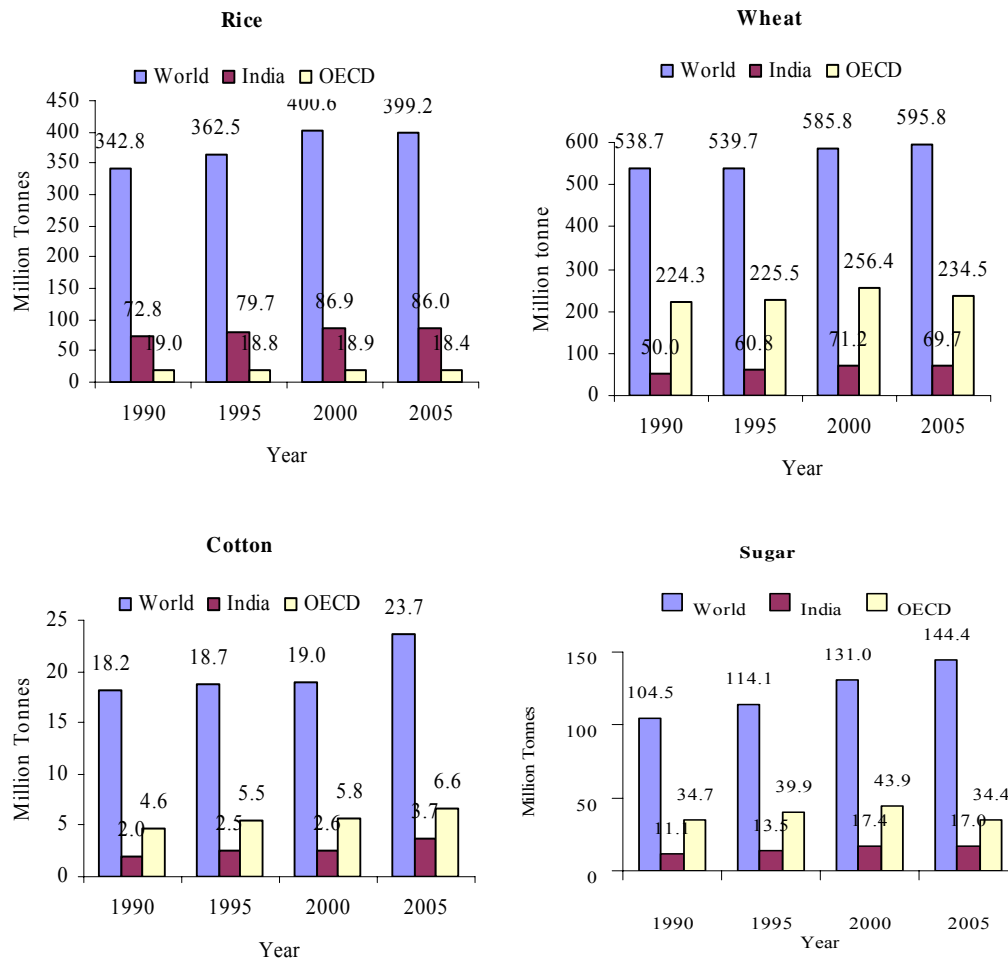 Rice
World India OECD
450
400
350
300
250
200
150
100
50
0
Million Tonnes
342.8 362.5 400.6 399.2
72.8 79.7 86.9 86.0
19.0 18.8 18.9 18.4
1990 1995 2000 2005
Year
Wheat
World India OECD
600
500
400
300
200
100
0
Million tonne
538.7 539.7 585.8 595.8
224.3 225.5 256.4 234.5
50.0 60.8 71.2 69.7
1990 1995 2000 2005
Year
Cotton
World India OECD
25
20
15
10
5
0
Million Tonnes
18.2 18.7 19.0 23.7
4.6 5.5 5.8 6.6
2.0 2.5 2.6 3.7
1990 1995 2000 2005
Year
Sugar
World India OECD
150
100
50
0
Million Tonnes
104.5 114.1 131.0 144.4
34.7 39.9 43.9 34.4
11.1 13.5 17.4 17.0
1990 1995 2000 2005
Year